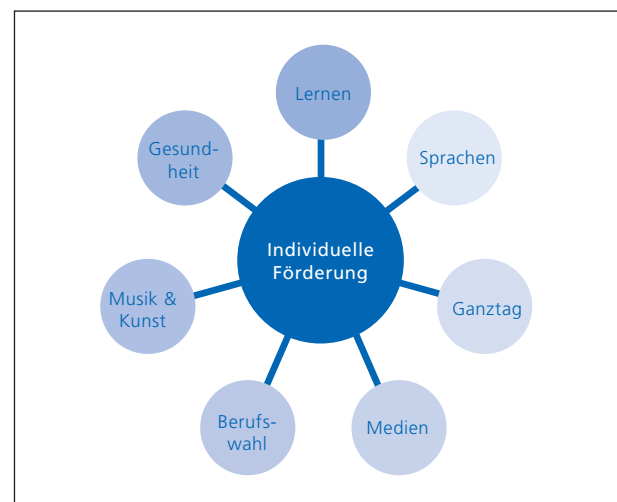 Lernen
Gesund-
heit
Sprachen
Individuelle
Förderung
Musik &
Kunst
Ganztag
Berufs-
wahl
Medien